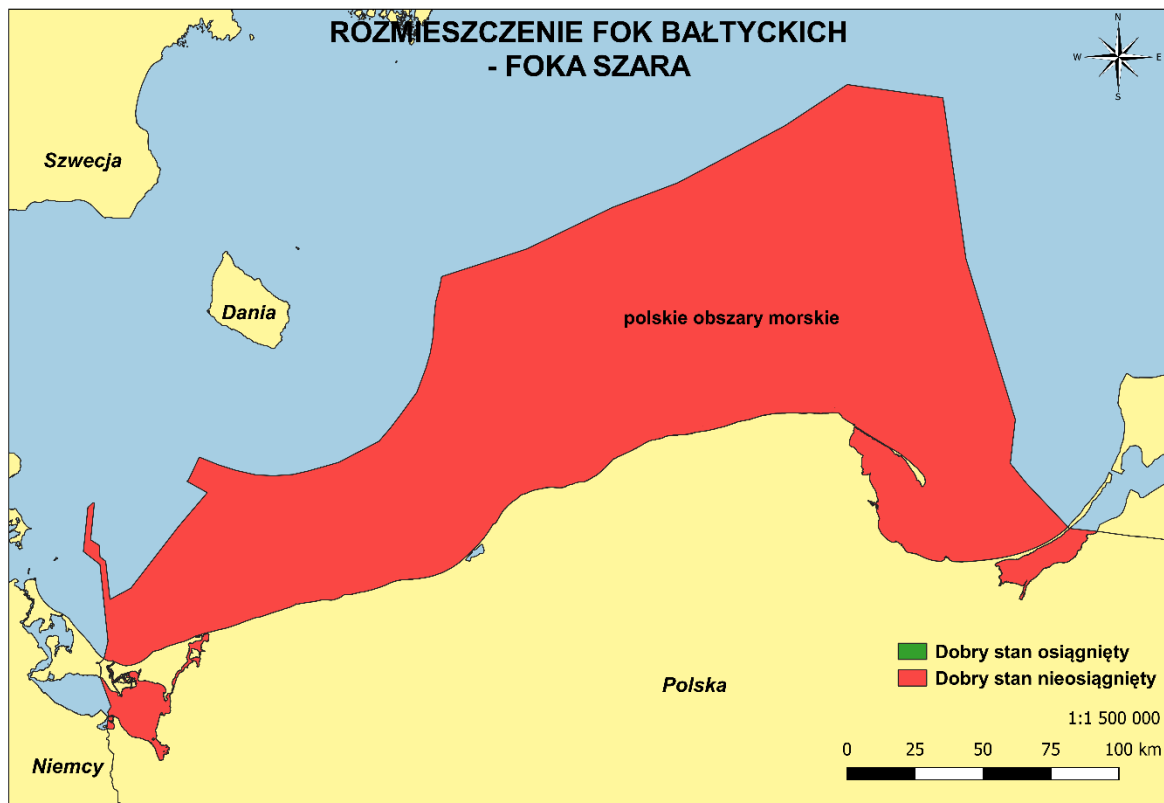 ROZMIESZCZENIE FOK BAŁTYCKICH
- FOKA SZARA
N
W
E
S
Szwecja
Dania
polskie obszary morskie
Dobry stan osiągnięty
Dobry stan nieosiągnięty
Polska
1:1 500 000
Niemcy
0 25 50 75 100 km